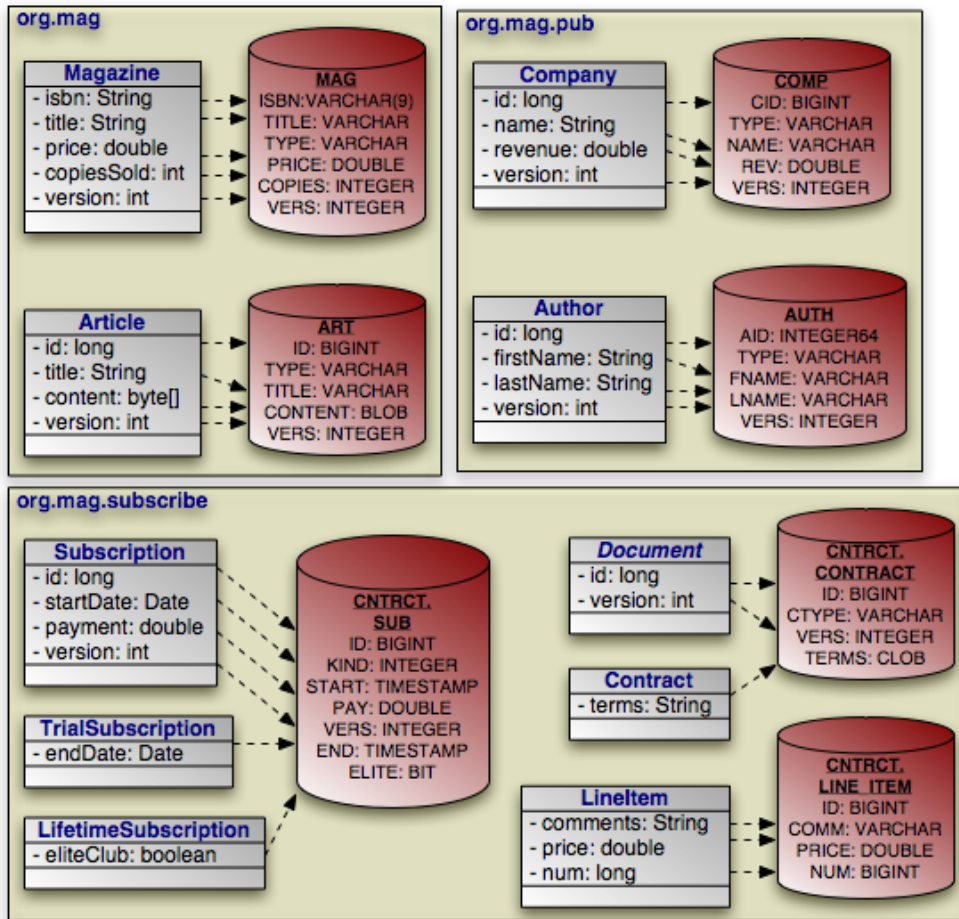 org.mag
Magazine
- isbn: String
- title: String
- price: double
- copiesSold: int
- version: int
MAG
ISBN:VARCHAR(9)
TITLE: VARCHAR
TYPE: VARCHAR
PRICE: DOUBLE
COPIES: INTEGER
VERS: INTEGER
Article
- id: long
- title: String
- content: byte[]
- version: int
ART
ID: BIGINT
TYPE: VARCHAR
TITLE: VARCHAR
CONTENT: BLOB
VERS: INTEGER
org.mag.pub
Company
- id: long
- name: String
- revenue: double
- version: int
COMP
CID: BIGINT
TYPE: VARCHAR
NAME: VARCHAR
REV: DOUBLE
VERS: INTEGER
Author
- id: long
- firstName: String
- lastName: String
- version: int
AUTH
AID: INTEGER64
TYPE: VARCHAR
FNAME: VARCHAR
LNAME: VARCHAR
VERS: INTEGER
org.mag.subscribe
Subscription
- id: long
- startDate: Date
- payment: double
- version: int
TrialSubscription
- endDate: Date
LifetimeSubscription
- eliteClub: boolean
CNTRCT.
SUB
ID: BIGINT
KIND: INTEGER
START: TIMESTAMP
PAY: DOUBLE
VERS: INTEGER
END: TIMESTAMP
ELITE: BIT
Document
- id: long
- version: int
Contract
- terms: String
CNTRCT.
CONTRACT
ID: BIGINT
CTYPE: VARCHAR
VERS: INTEGER
TERMS: CLOB
LineItem
- comments: String
- price: double
- num: long
CNTRCT.
LINE_ITEM
ID: BIGINT
COMM: VARCHAR
PRICE: DOUBLE
NUM: BIGINT